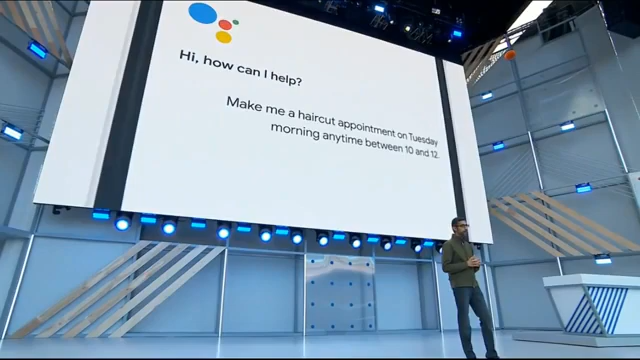 Hi, how can I help?
Make me a haircut appointment on Tuesday
morning anytime between 10 and 12.